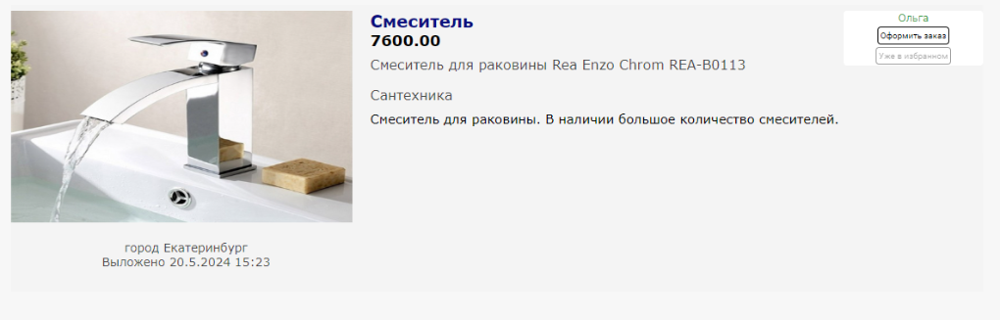 Смеситель
7600.00
Смеситель для раковины Rea Enzo Chrom REA-B0113
Сантехника
Смеситель для раковины. В наличии большое количество смесителей.
Ольга
Оформить заказ
Уже в избранном
город Екатеринбург
Выложено 20.5.2024 15:23